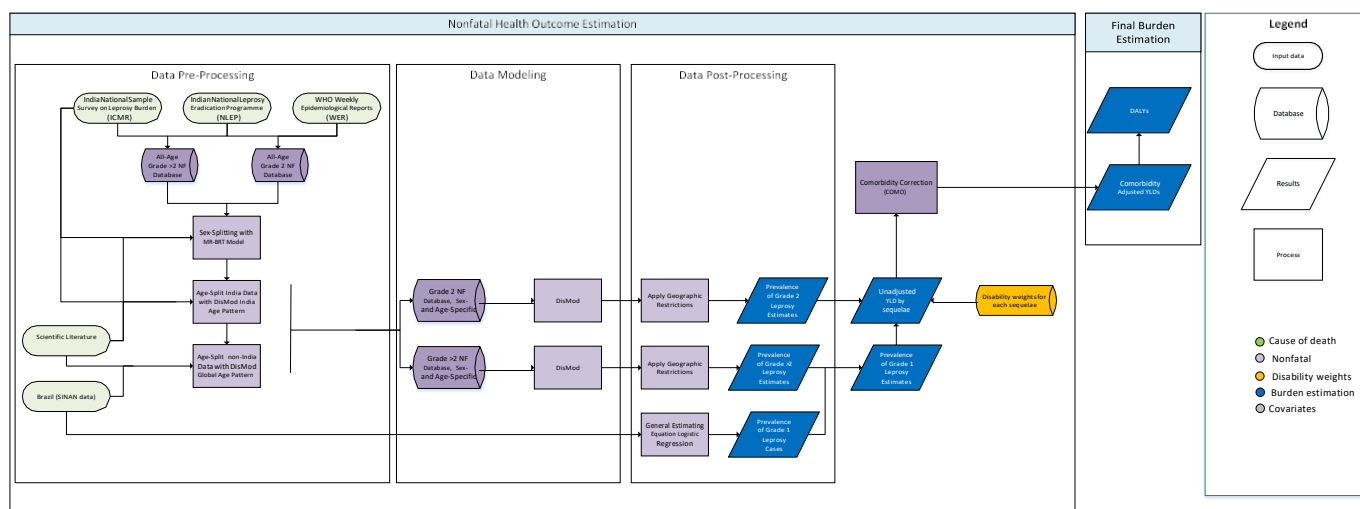 Nonfatal Health Outcome Estimation
Final Burden
Estimation
Legend
Data Pre-Processing
Data Modeling
Data Post-Processing
IndiaNationalSample
Survey on Leprosy Burden
(ICMR)
IndianNationalLeprosy
Eradication Programme
(NLEP)
WHO Weekly
Epidemiological Reports
(WER)
All-Age
Grade >2 NF
Database
All-Age
Grade 2 NF
Database
Sex-Splitting with
MR-BRT Model
Age-Split India Data
with DisMod India
Age Pattern
Scientific Literature
Age-Split non-India
Data with DisMod
Global Age Pattern
Brazil (SINAN data)
Grade 2 NF
Database, Sex-
and Age-Specific
DisMod
Grade >2 NF
Database, Sex-
and Age-Specific
DisMod
Apply Geographic
Restrictions
Prevalence
of Grade 2
Leprosy
Estimates
Apply Geographic
Restrictions
Prevalence
of Grade >2
Leprosy
Estimates
General Estimating
Equation Logistic
Regression
Prevalence
of Grade 1
Leprosy
Cases
Comorbidity Correction
(COMO)
Unadjusted
YLD by
sequelae
Disability weights for
each sequelae
Prevalence
of Grade 1
Leprosy
Estimates
DALYs
Comorbidity
Adjusted YLDs
Input data
Database
Results
Process
Cause of death
Nonfatal
Disability weights
Burden estimation
Covariates